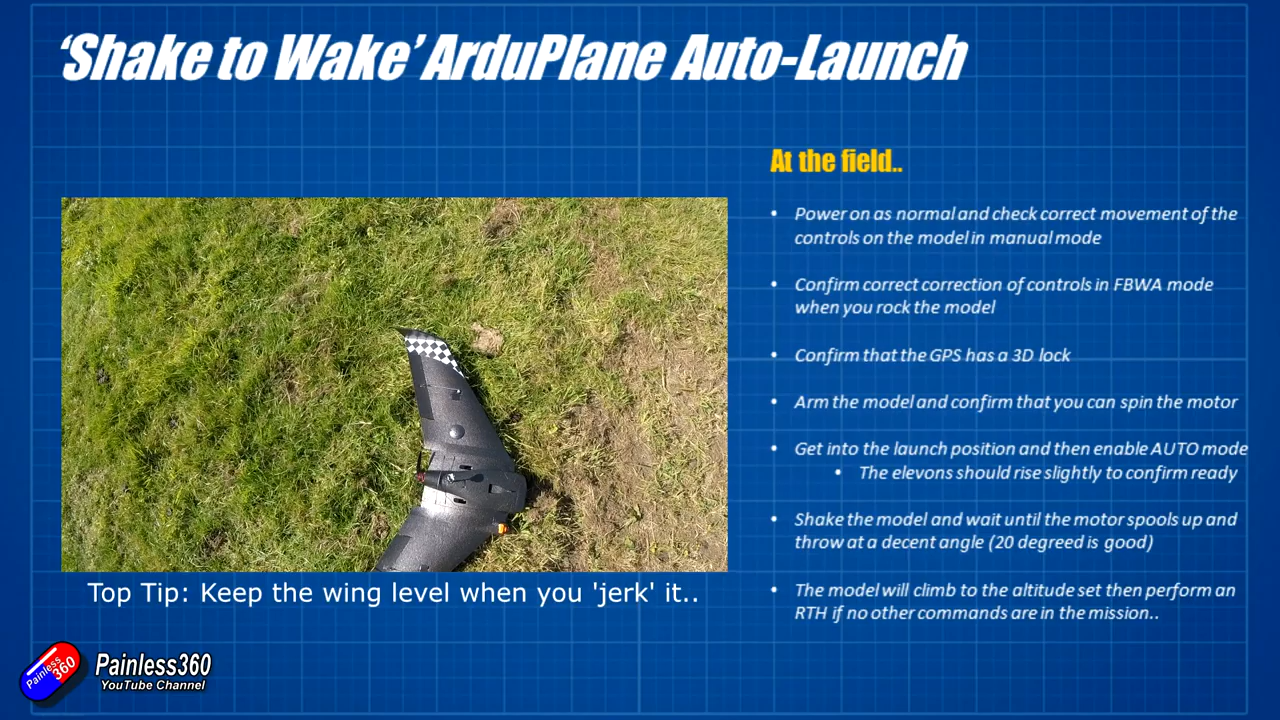 ‘Shake to Wake’ ArduPlane Auto-Launch
At the field..
• Power on as normal and check correct movement of the
controls on the model in manual mode
• Confirm correct correction of controls in FBWA mode
when you rock the model
• Confirm that the GPS has a 3D lock
• Arm the model and confirm that you can spin the motor
• Get into the launch position and then enable AUTO mode
• The elevons should rise slightly to confirm ready
• Shake the model and wait until the motor spools up and
throw at a decent angle (20 degreed is good)
• The model will climb to the altitude set then perform an
RTH if no other commands are in the mission..
Top Tip: Keep the wing level when you 'jerk' it..
Painless
360
Painless360
YouTube Channel